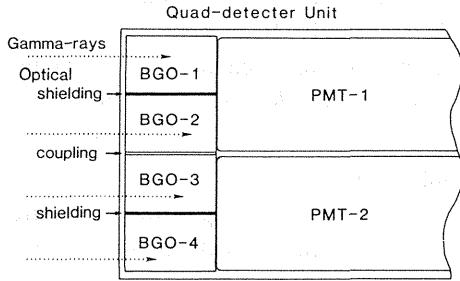 Quad-detecter Unit
Gamma-rays
BGO-1
Optical
shielding
PMT-1
BGO-2
coupling
BGO-3
shielding
PMT-2
BGO-4